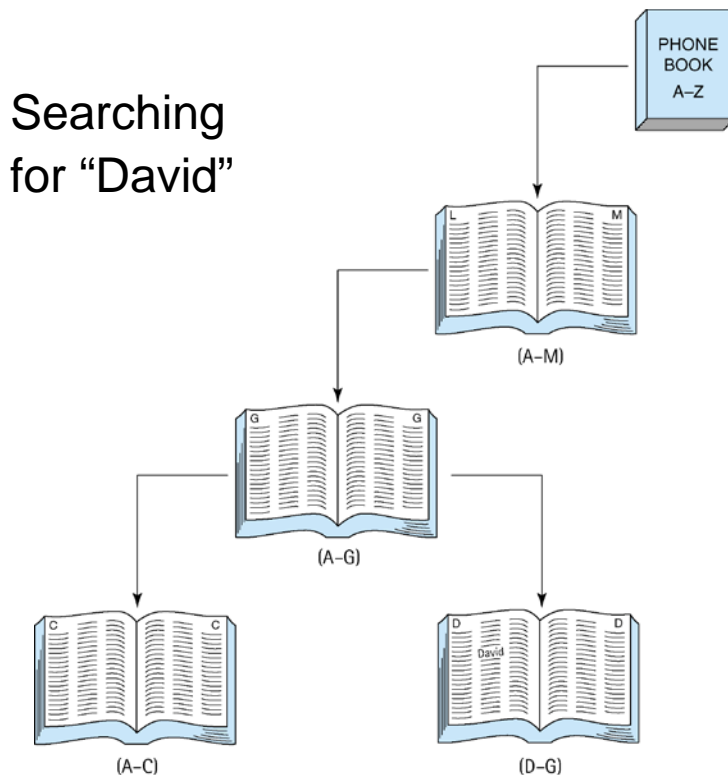 PHONE
BOOK
A–Z
Searching
for “David”
L M
(A–M)
G G
(A–G)
C C
D D
David
(A–C)
(D–G)